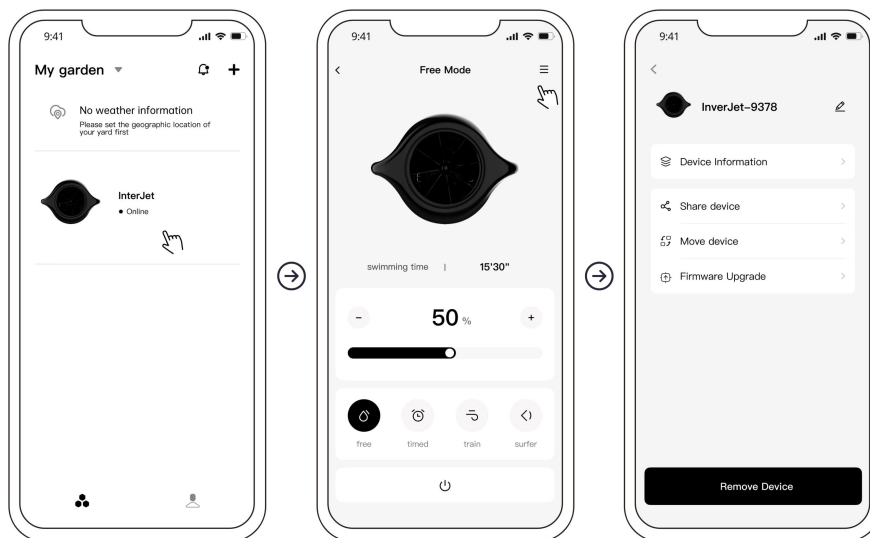 9:41
My garden
No weather information
Please set the geographic location of
your yard first
InterJet
• Online
9:41
Free Mode
swimming time | 15'30"
50 %
free timed train surfer
9:41
InverJet-9378
Device Information
Share device
Move device
Firmware Upgrade
Remove Device